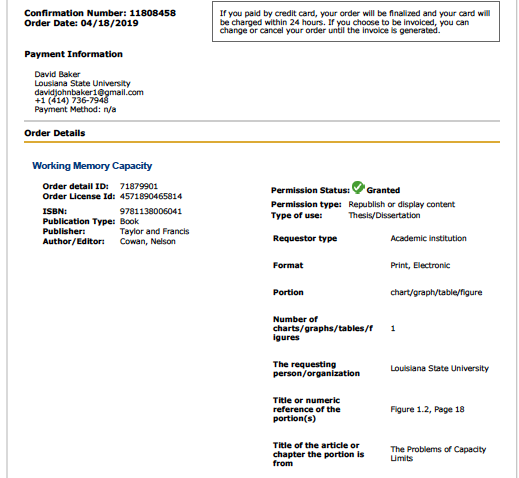 Confirmation Number: 11808458
Order Date: 04/18/2019
If you paid by credit card, your order will be finalized and your card will
be charged within 24 hours. If you choose to be invoiced, you can
change or cancel your order until the invoice is generated.
Payment Information
David Baker
Lousiana State University
davidjohnbaker1@gmail.com
+1 (414) 736-7948
Payment Method: n/a
Order Details
Working Memory Capacity
Order detail ID: 71879901
Order License Id: 4571890465814
ISBN: 9781138006041
Publication Type: Book
Publisher: Taylor and Francis
Author/Editor: Cowan, Nelson
Permission Status: Granted
Permission type: Republish or display content
Type of use: Thesis/Dissertation
Requestor type Academic institution
Format Print, Electronic
Portion chart/graph/table/figure
Number of
charts/graphs/tables/f 1
igures
The requesting
person/organization Louisiana State University
Title or numeric
reference of the Figure 1.2, Page 18
portion(s)
Title of the article or
chapter the portion is The Problems of Capacity
from Limits